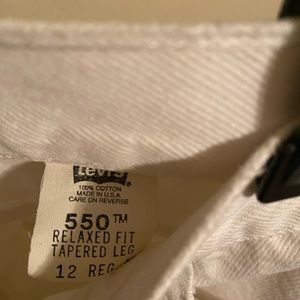 Levi's
100% COTTON
MADE IN U.S.A.
CARE ON REVERSE
550™
RELAXED FIT
TAPERED LEG
12 REG